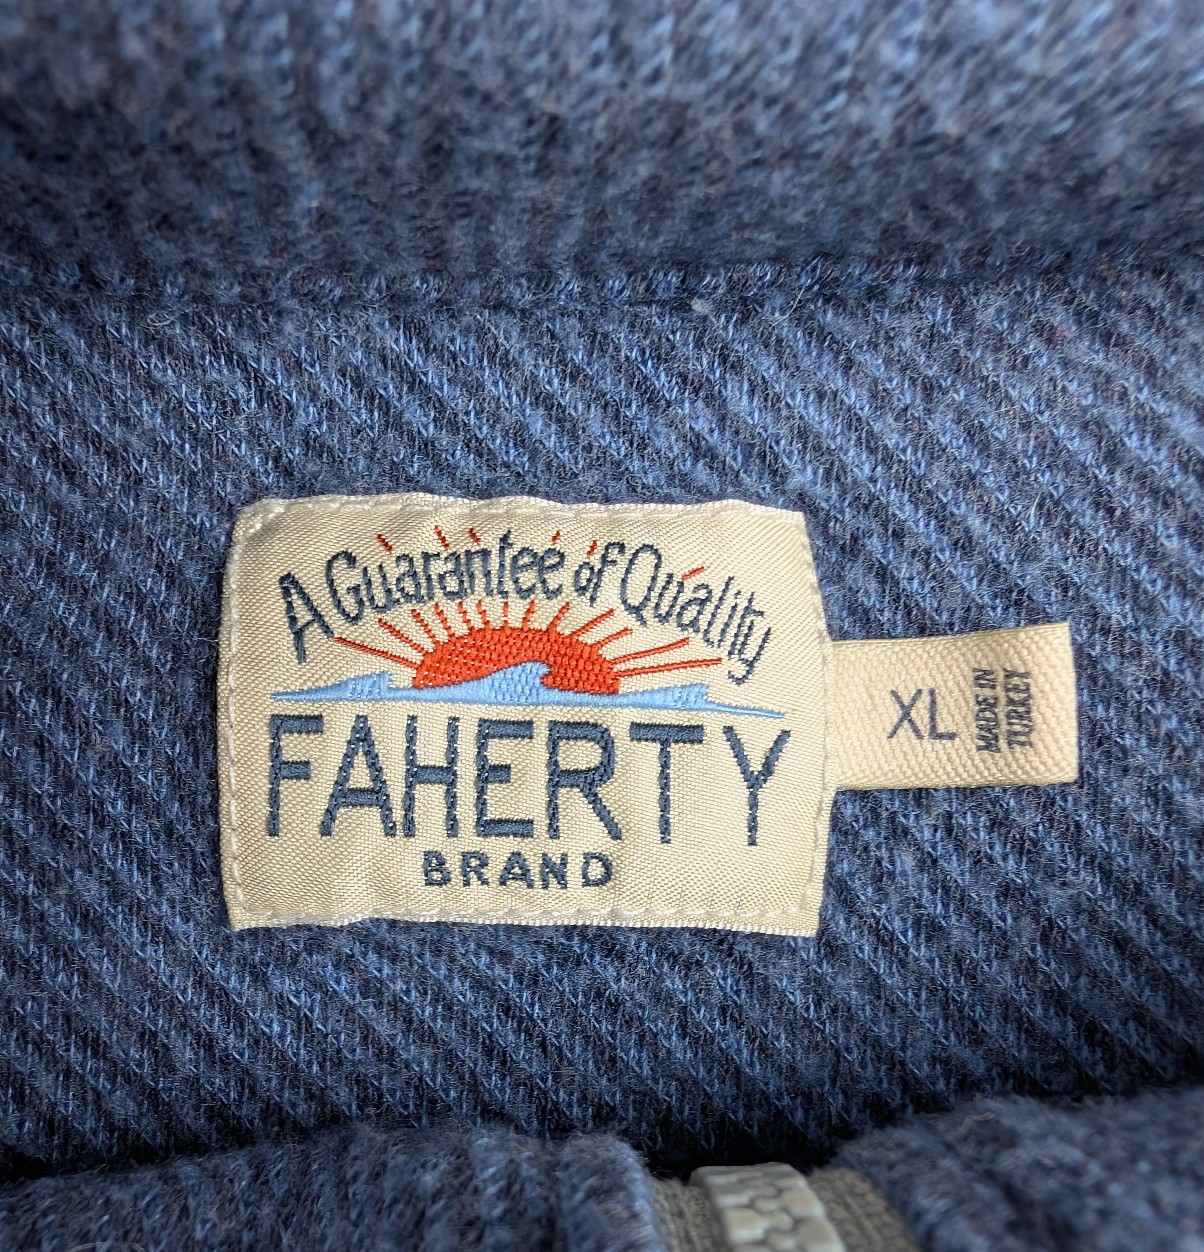 A Guarantee of Quality
FAHERTY
BRAND
XL
MADE IN
TURKEY